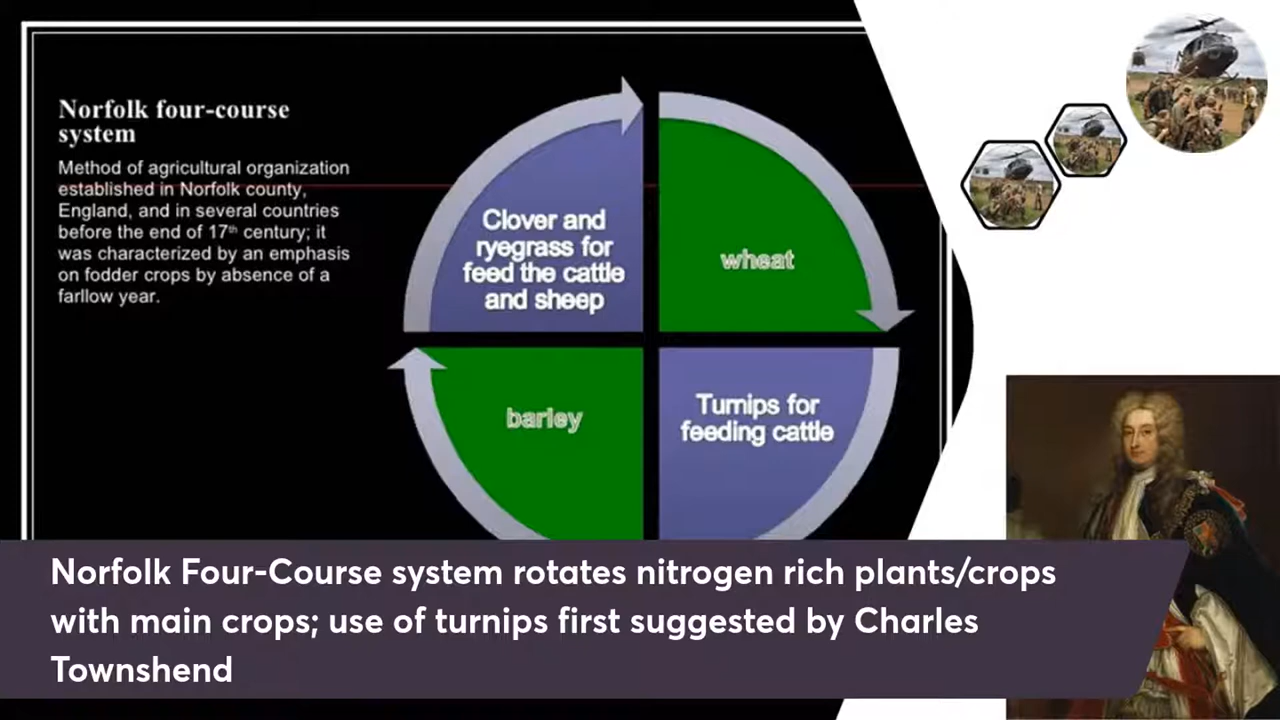 Norfolk four-course
system
Method of agricultural organization
established in Norfolk county,
England, and in several countries
before the end of 17th century; it
was characterized by an emphasis
on fodder crops by absence of a
farllow year.
Clover and
ryegrass for
feed the cattle
and sheep
wheat
barley
Turnips for
feeding cattle
Norfolk Four-Course system rotates nitrogen rich plants/crops
with main crops; use of turnips first suggested by Charles
Townshend